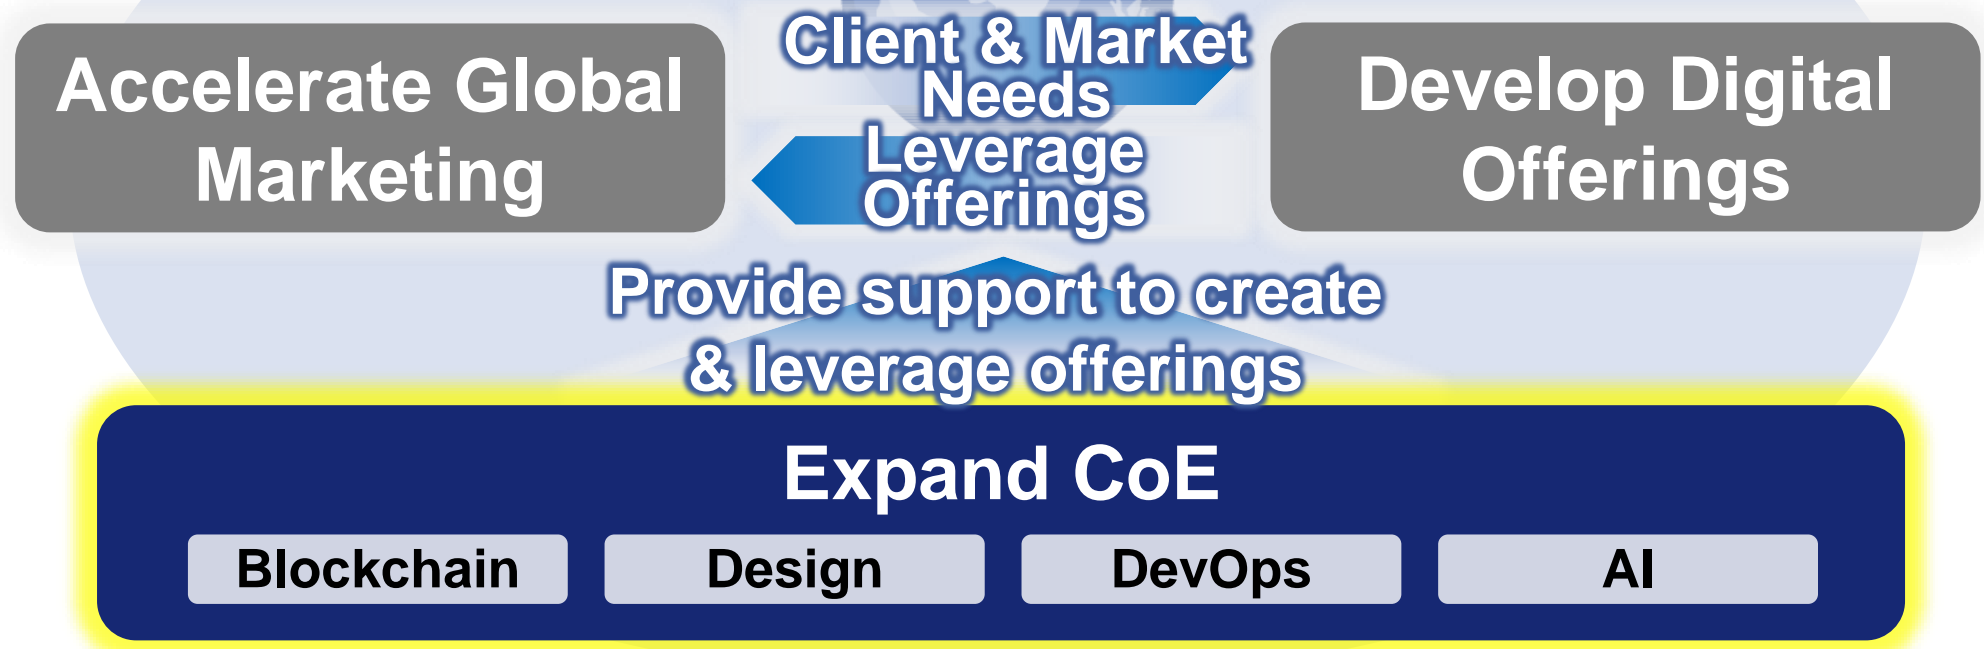 Accelerate Global
Marketing
Client & Market
Needs
Leverage
Offerings
Develop Digital
Offerings
Provide support to create
& leverage offerings
Expand CoE
Blockchain
Design
DevOps
AI